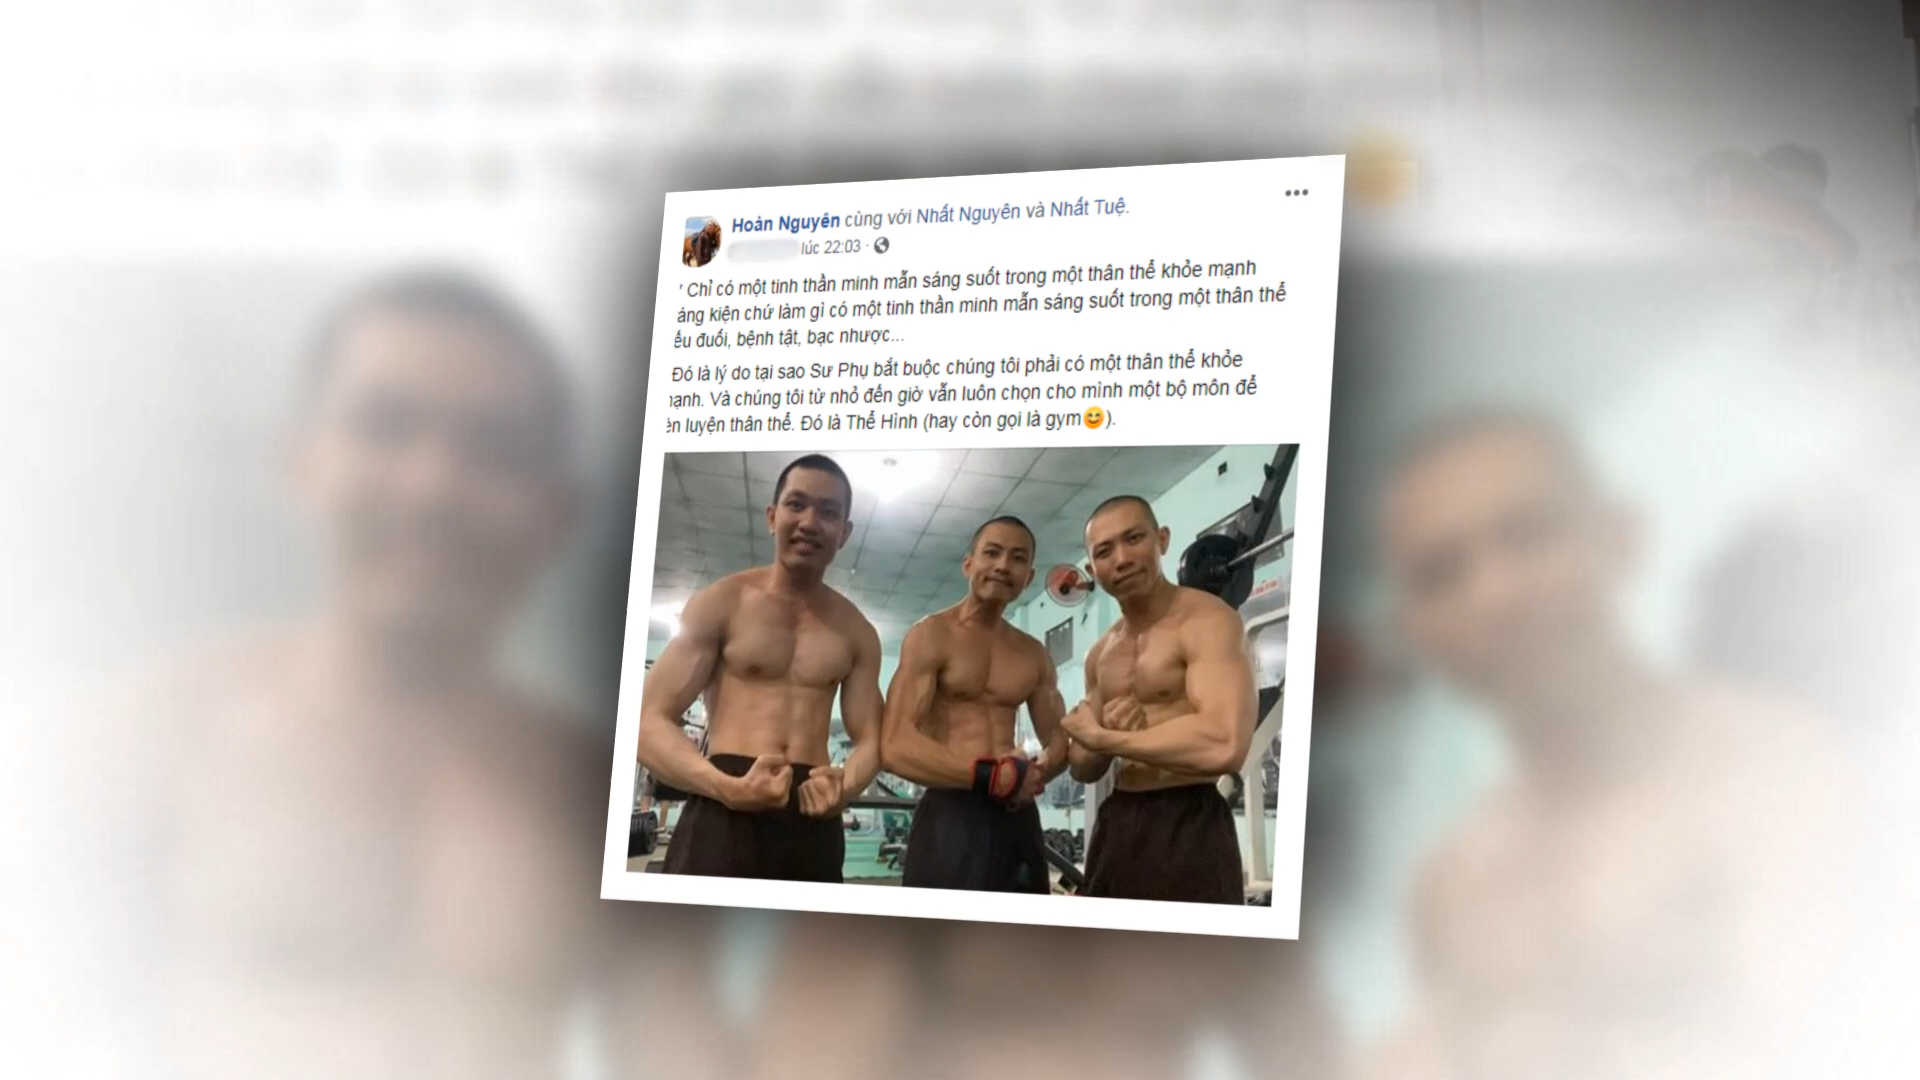 Hoàn Nguyên cùng với Nhất Nguyên và Nhất Tuệ.
lúc 22:03 ·
" Chỉ có một tinh thần minh mẫn sáng suốt trong một thân thể khỏe mạnh
áng kiện chứ làm gì có một tinh thần minh mẫn sáng suốt trong một thân thể
ếu đuối, bệnh tật, bạc nhược...
Đó là lý do tại sao Sư Phụ bắt buộc chúng tôi phải có một thân thể khỏe
ạnh. Và chúng tôi từ nhỏ đến giờ vẫn luôn chọn cho mình một bộ môn để
èn luyện thân thể. Đó là Thể Hình (hay còn gọi là gym😊).